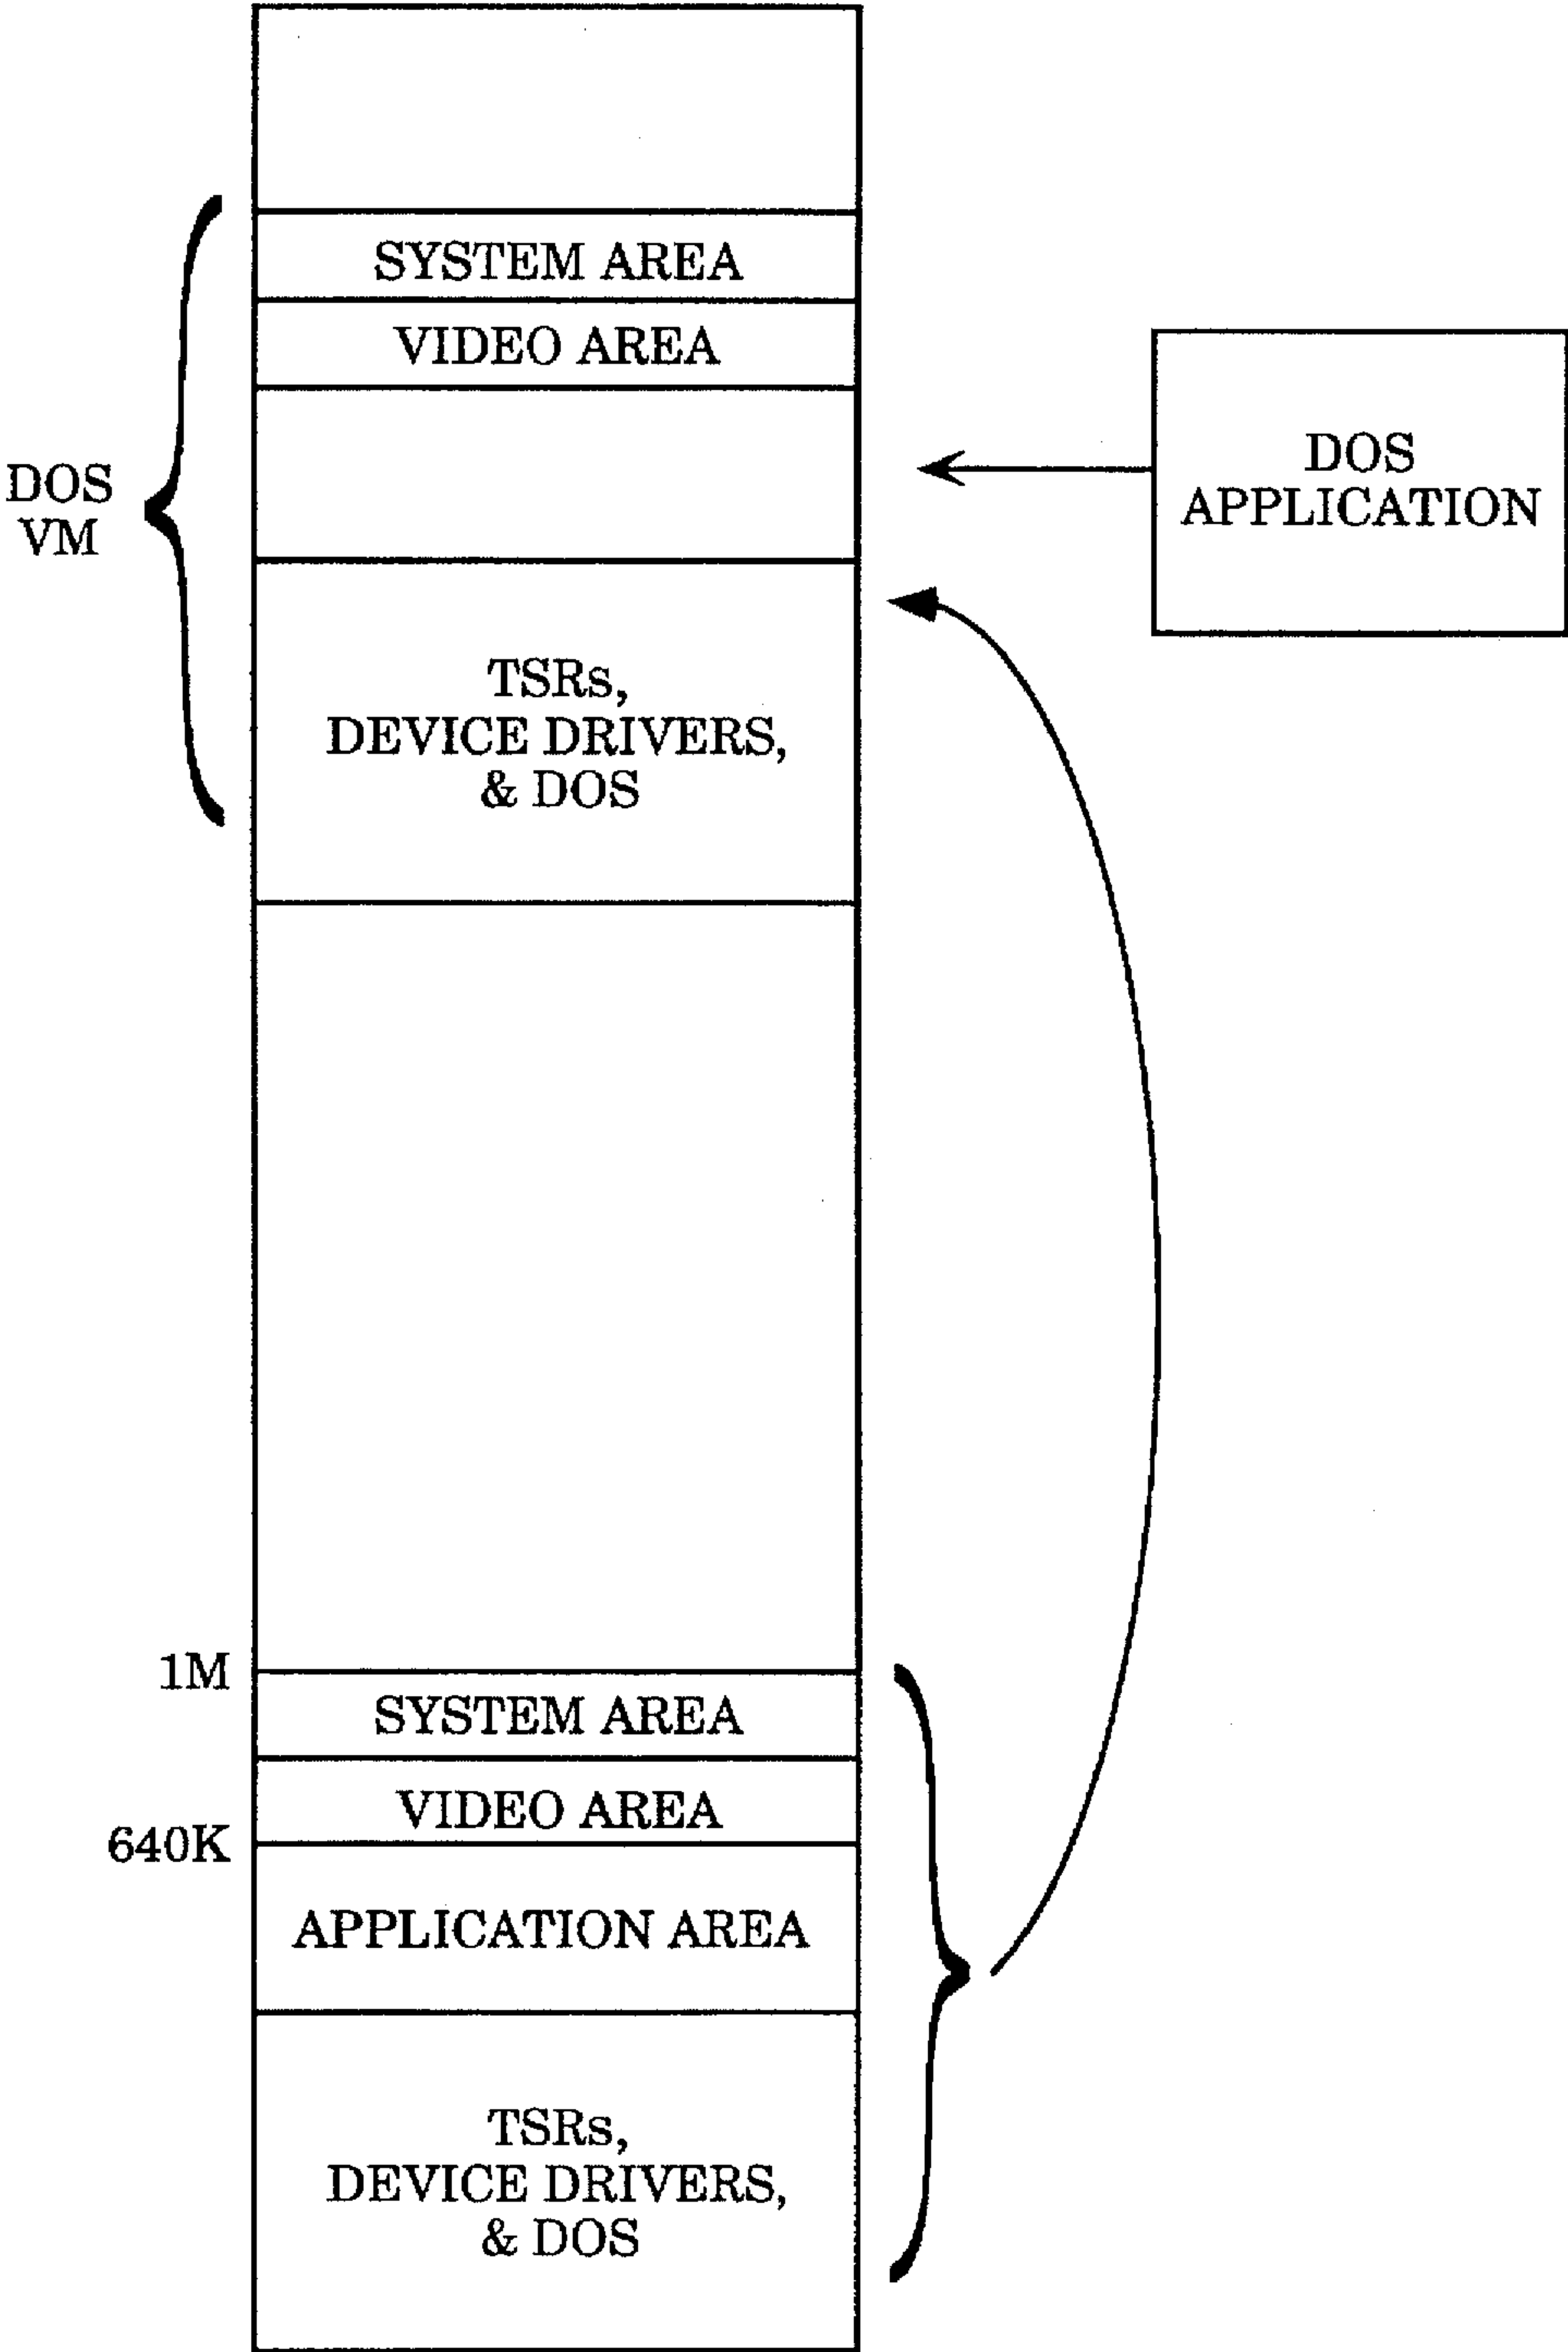 SYSTEM AREA
VIDEO AREA
DOS
VM
DOS
APPLICATION
TSRs,
DEVICE DRIVERS,
& DOS
1M
SYSTEM AREA
VIDEO AREA
640K
APPLICATION AREA
TSRs,
DEVICE DRIVERS,
& DOS